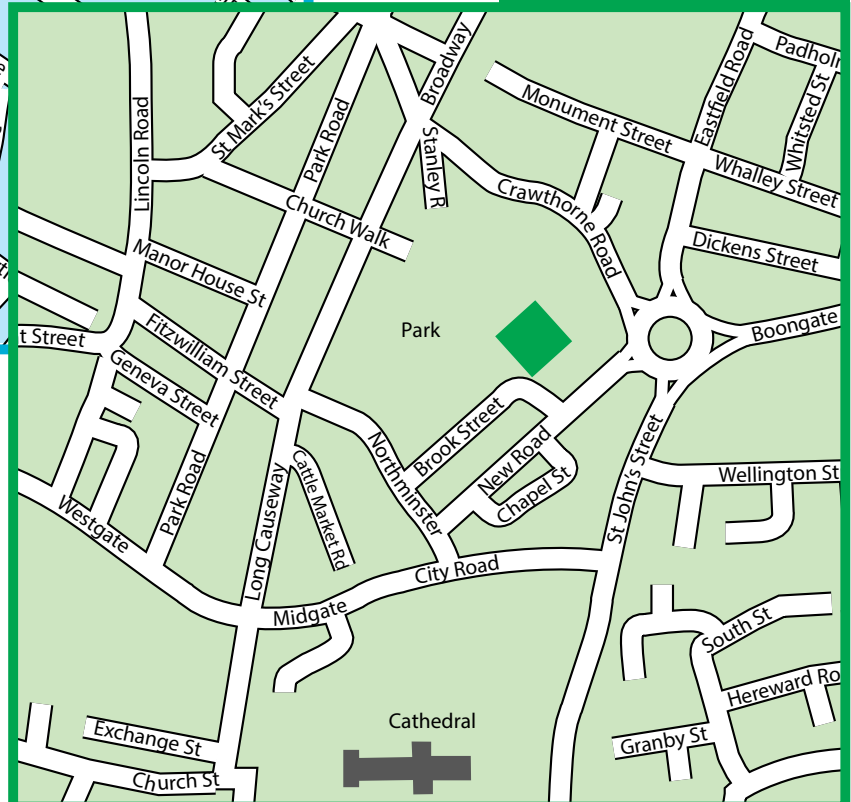 Broadway
Eastfield Road
Padholm
Whitsted St
St Mark's Street
Park Road
Monument Street
Lincoln Road
Stanley R
Whalley Street
Crawthorne Road
Church Walk
Dickens Street
Manor House St
Park
Boongate
t Street
Fitzwilliam Street
Geneva Street
Brook Street
Northminster
New Road
St John's Street
Park Road
Cattle Market Rd
Chapel St
Wellington St
Westgate
Long Causeway
City Road
Midgate
South St
Hereward Ro
Cathedral
Exchange St
Granby St
Church St